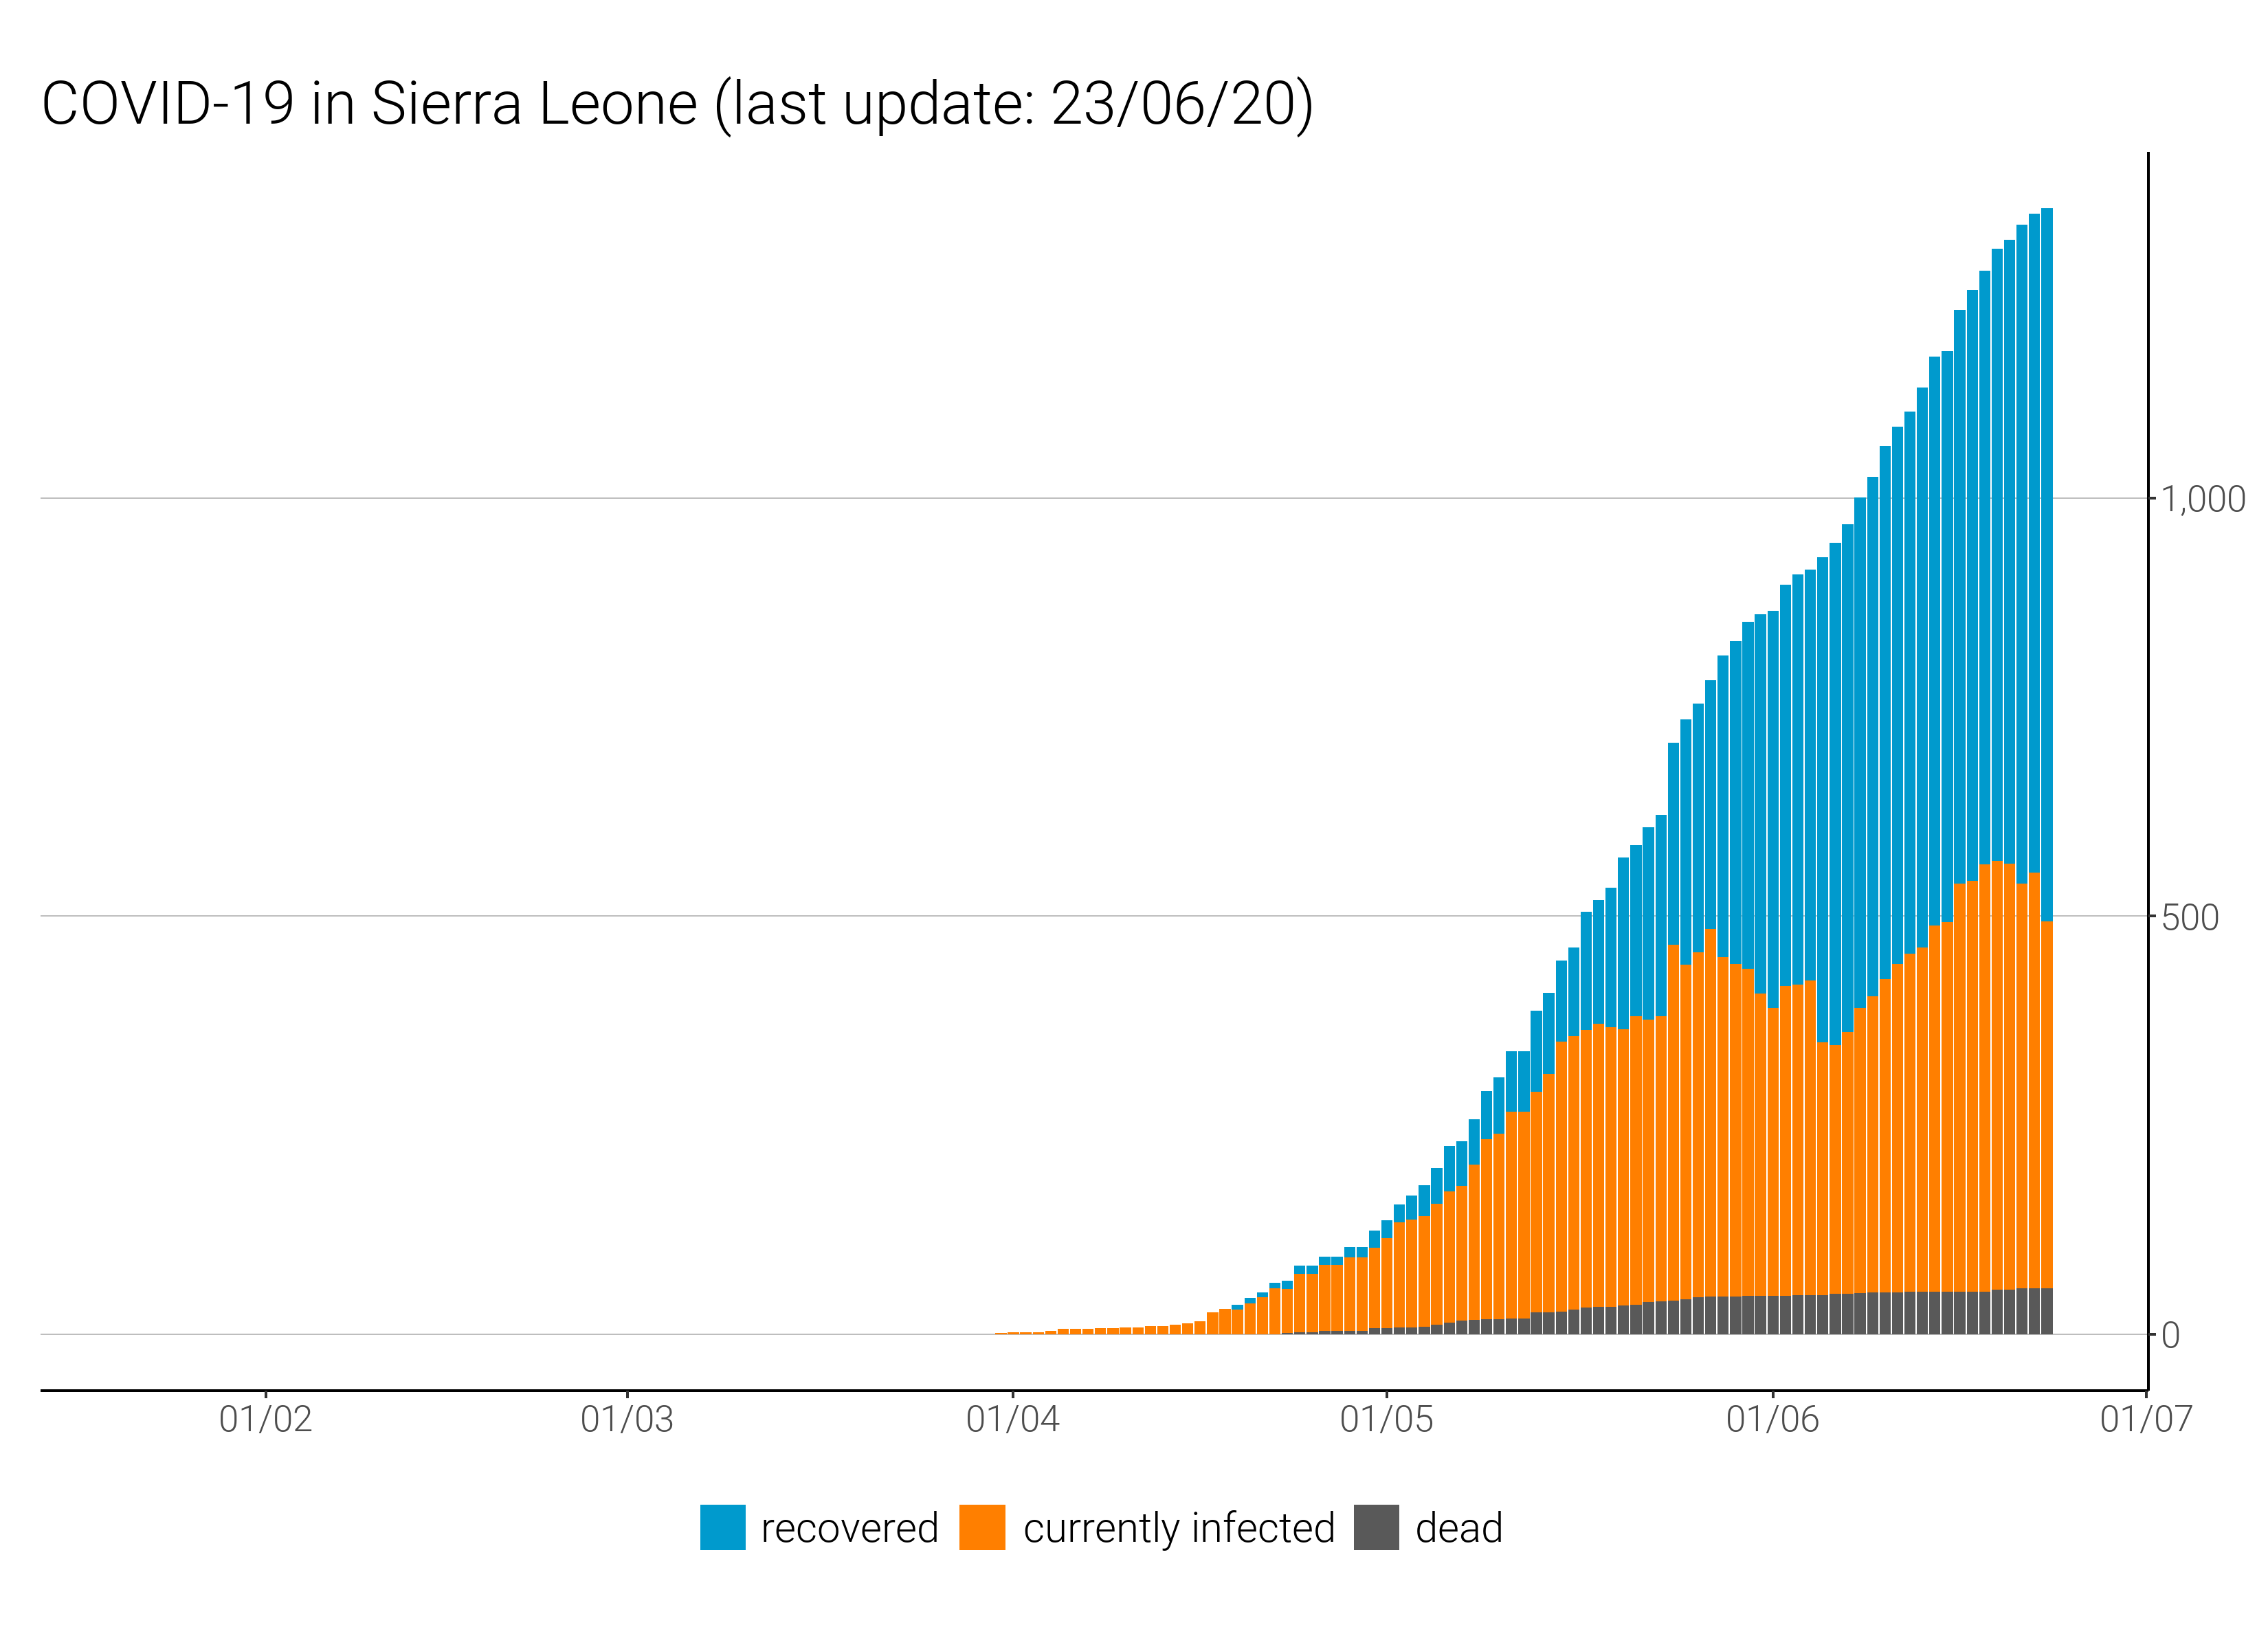 COVID-19 in Sierra Leone (last update: 23/06/20)
1,000
500
0
01/02 01/03 01/04 01/05 01/06 01/07
recovered currently infected dead